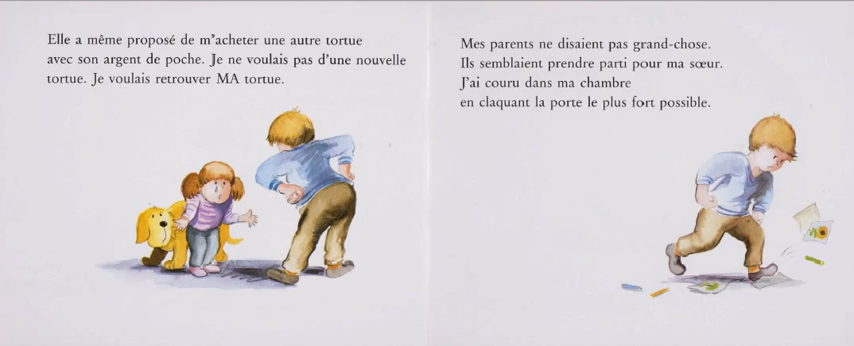 Elle a même proposé de m'acheter une autre tortue
avec son argent de poche. Je ne voulais pas d'une nouvelle
tortue. Je voulais retrouver MA tortue.
Mes parents ne disaient pas grand-chose.
Ils semblaient prendre parti pour ma sœur.
J'ai couru dans ma chambre
en claquant la porte le plus fort possible.